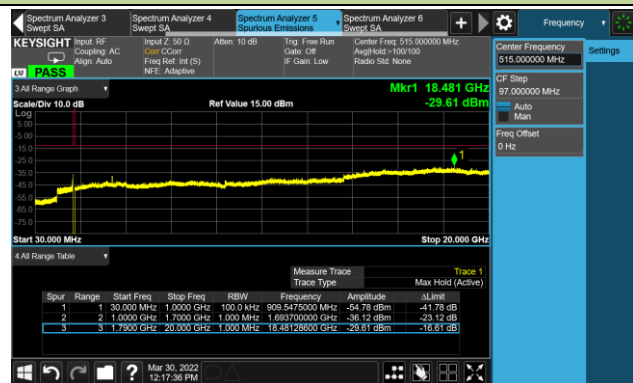 Spectrum Analyzer 3 Spectrum Analyzer 4 Spectrum Analyzer 5 Spectrum Analyzer 6 Frequency
Swept SA Swept SA Spurious Emissions Swept SA
KEYSIGHT Input: RF Input Z: 50 Ω Atten: 10 dB Trig: Free Run Center Freq: 515.000000 MHz
Coupling: AC Corr CCorr Gate: Off Avg|Hold:>100/100
Align: Auto Freq Ref: Int (S) IF Gain: Low Radio Std: None
NFE: Adaptive
LXI PASS
Center Frequency Settings
515.000000 MHz
CF Step
97.000000 MHz
Auto
Man
Freq Offset
0 Hz
3 All Range Graph Mkr1 18.481 GHz
Scale/Div 10.0 dB Ref Value 15.00 dBm -29.61 dBm
Log
5.00
-5.00
-15.0
-25.0
-35.0
-45.0
-55.0
-65.0
-75.0
1
Start 30.000 MHz Stop 20.000 GHz
4 All Range Table
Measure Trace Trace 1
Trace Type Max Hold (Active)
Spur Range Start Freq Stop Freq RBW Frequency Amplitude ΔLimit
1 1 30.000 MHz 1.0000 GHz 100.0 kHz 909.5475000 MHz -54.78 dBm -41.78 dB
2 2 1.0000 GHz 1.7000 GHz 1.000 MHz 1.693700000 GHz -36.12 dBm -23.12 dB
3 3 1.7900 GHz 20.000 GHz 1.000 MHz 18.48128600 GHz -29.61 dBm -16.61 dB
? Mar 30, 2022
12:17:36 PM